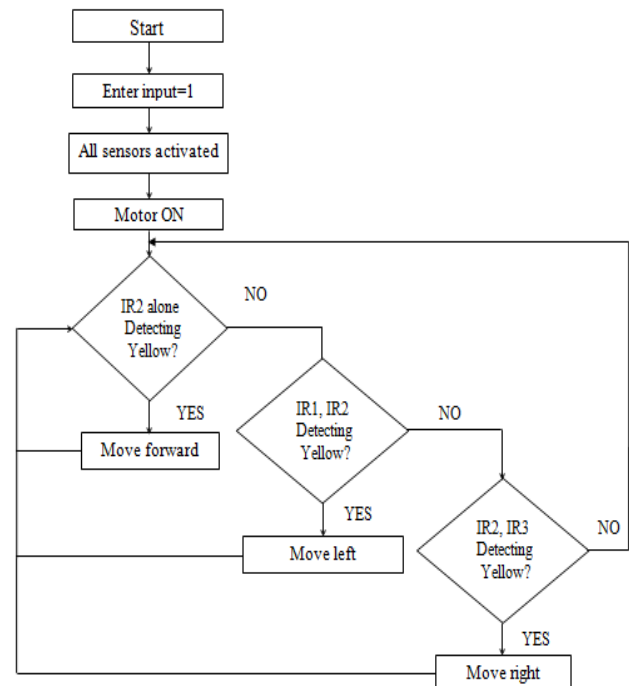 Start
Enter input=1
All sensors activated
Motor ON
IR2 alone
Detecting
Yellow?
NO
YES
Move forward
IR1, IR2
Detecting
Yellow?
NO
YES
Move left
IR2, IR3
Detecting
Yellow?
NO
YES
Move right